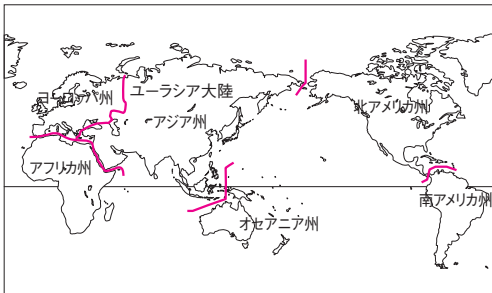 ヨーロッパ州
ユーラシア大陸
アジア州
北アメリカ州
アフリカ州
オセアニア州
南アメリカ州